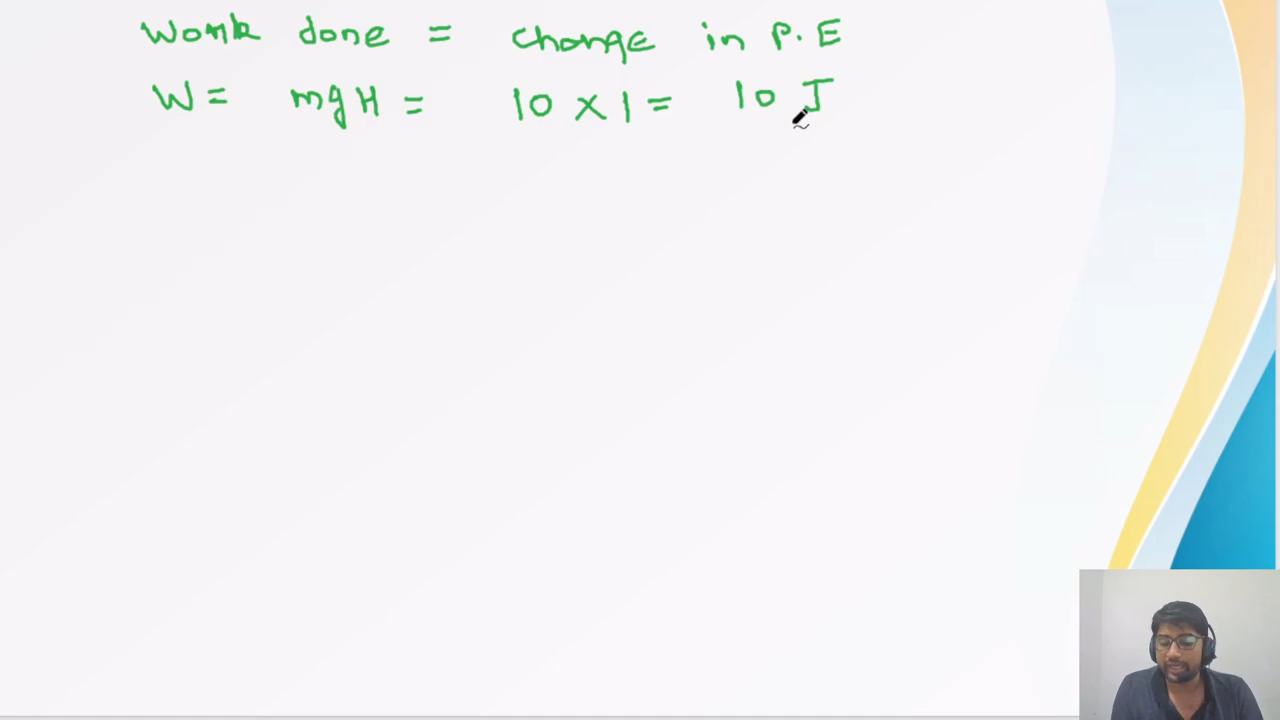 Work done = change in P.E
W = mgH = 10 x 1 = 10 J